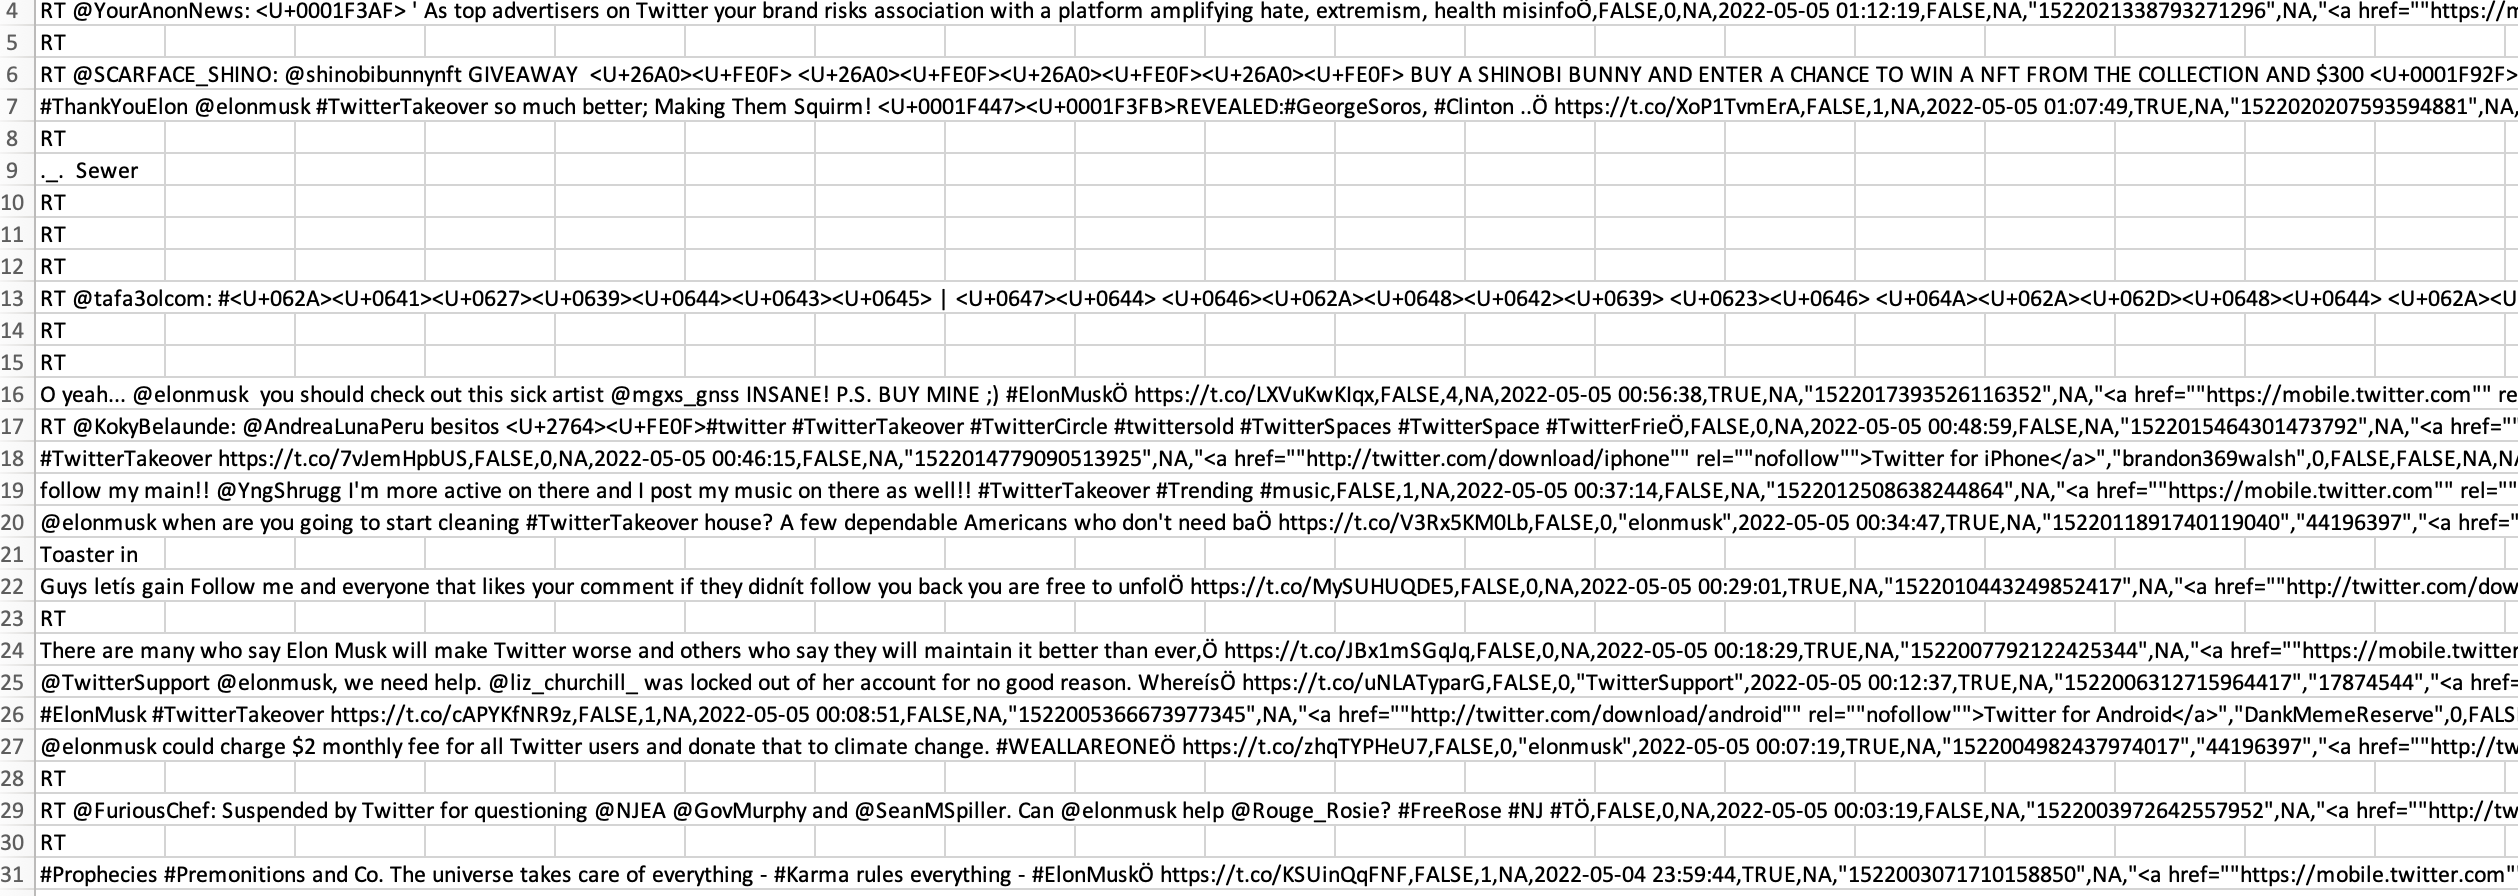 4 RT @YourAnonNews: <U+0001F3AF> ' As top advertisers on Twitter your brand risks association with a platform amplifying hate, extremism, health misinfoÖ,FALSE,0,NA,2022-05-05 01:12:19,FALSE,NA,"1522021338793271296",NA,"<a href=""https://m
5 RT
6 RT @SCARFACE_SHINO: @shinobibunnynft GIVEAWAY  <U+26A0><U+FE0F> <U+26A0><U+FE0F><U+26A0><U+FE0F><U+26A0><U+FE0F> BUY A SHINOBI BUNNY AND ENTER A CHANCE TO WIN A NFT FROM THE COLLECTION AND $300 <U+0001F92F>
7 #ThankYouElon @elonmusk #TwitterTakeover so much better; Making Them Squirm! <U+0001F447><U+0001F3FB>REVEALED:#GeorgeSoros, #Clinton ..Ö https://t.co/XoP1TvmErA,FALSE,1,NA,2022-05-05 01:07:49,TRUE,NA,"1522020207593594881",NA,
8 RT
9 ._.  Sewer
10 RT
11 RT
12 RT
13 RT @tafa3olcom: #<U+062A><U+0641><U+0627><U+0639><U+0644><U+0643><U+0645> | <U+0647><U+0644> <U+0646><U+062A><U+0648><U+0642><U+0639> <U+0623><U+0646> <U+064A><U+062A><U+062D><U+0648><U+0644> <U+062A><U
14 RT
15 RT
16 O yeah... @elonmusk  you should check out this sick artist @mgxs_gnss INSANE! P.S. BUY MINE ;) #ElonMuskÖ https://t.co/LXVuKwKIqx,FALSE,4,NA,2022-05-05 00:56:38,TRUE,NA,"1522017393526116352",NA,"<a href=""https://mobile.twitter.com"" re
17 RT @KokyBelaunde: @AndreaLunaPeru besitos <U+2764><U+FE0F>#twitter #TwitterTakeover #TwitterCircle #twittersold #TwitterSpaces #TwitterSpace #TwitterFrieÖ,FALSE,0,NA,2022-05-05 00:48:59,FALSE,NA,"1522015464301473792",NA,"<a href=""
18 #TwitterTakeover https://t.co/7vJemHpbUS,FALSE,0,NA,2022-05-05 00:46:15,FALSE,NA,"1522014779090513925",NA,"<a href=""http://twitter.com/download/iphone"" rel=""nofollow"">Twitter for iPhone</a>","brandon369walsh",0,FALSE,FALSE,NA,NA
19 follow my main!! @YngShrugg I'm more active on there and I post my music on there as well!! #TwitterTakeover #Trending #music,FALSE,1,NA,2022-05-05 00:37:14,FALSE,NA,"1522012508638244864",NA,"<a href=""https://mobile.twitter.com"" rel=""
20 @elonmusk when are you going to start cleaning #TwitterTakeover house? A few dependable Americans who don't need baÖ https://t.co/V3Rx5KM0Lb,FALSE,0,"elonmusk",2022-05-05 00:34:47,TRUE,NA,"1522011891740119040","44196397","<a href="
21 Toaster in
22 Guys letís gain Follow me and everyone that likes your comment if they didnít follow you back you are free to unfolÖ https://t.co/MySUHUQDE5,FALSE,0,NA,2022-05-05 00:29:01,TRUE,NA,"1522010443249852417",NA,"<a href=""http://twitter.com/dow
23 RT
24 There are many who say Elon Musk will make Twitter worse and others who say they will maintain it better than ever,Ö https://t.co/JBx1mSGqJq,FALSE,0,NA,2022-05-05 00:18:29,TRUE,NA,"1522007792122425344",NA,"<a href=""https://mobile.twitter
25 @TwitterSupport @elonmusk, we need help. @liz_churchill_ was locked out of her account for no good reason. WhereísÖ https://t.co/uNLATyparG,FALSE,0,"TwitterSupport",2022-05-05 00:12:37,TRUE,NA,"1522006312715964417","17874544","<a href=
26 #ElonMusk #TwitterTakeover https://t.co/cAPYKfNR9z,FALSE,1,NA,2022-05-05 00:08:51,FALSE,NA,"1522005366673977345",NA,"<a href=""http://twitter.com/download/android"" rel=""nofollow"">Twitter for Android</a>","DankMemeReserve",0,FALS
27 @elonmusk could charge $2 monthly fee for all Twitter users and donate that to climate change. #WEALLAREONEÖ https://t.co/zhqTYPHeU7,FALSE,0,"elonmusk",2022-05-05 00:07:19,TRUE,NA,"1522004982437974017","44196397","<a href=""http://tw
28 RT
29 RT @FuriousChef: Suspended by Twitter for questioning @NJEA @GovMurphy and @SeanMSpiller. Can @elonmusk help @Rouge_Rosie? #FreeRose #NJ #TÖ,FALSE,0,NA,2022-05-05 00:03:19,FALSE,NA,"1522003972642557952",NA,"<a href=""http://tw
30 RT
31 #Prophecies #Premonitions and Co. The universe takes care of everything - #Karma rules everything - #ElonMuskÖ https://t.co/KSUinQqFNF,FALSE,1,NA,2022-05-04 23:59:44,TRUE,NA,"1522003071710158850",NA,"<a href=""https://mobile.twitter.com"